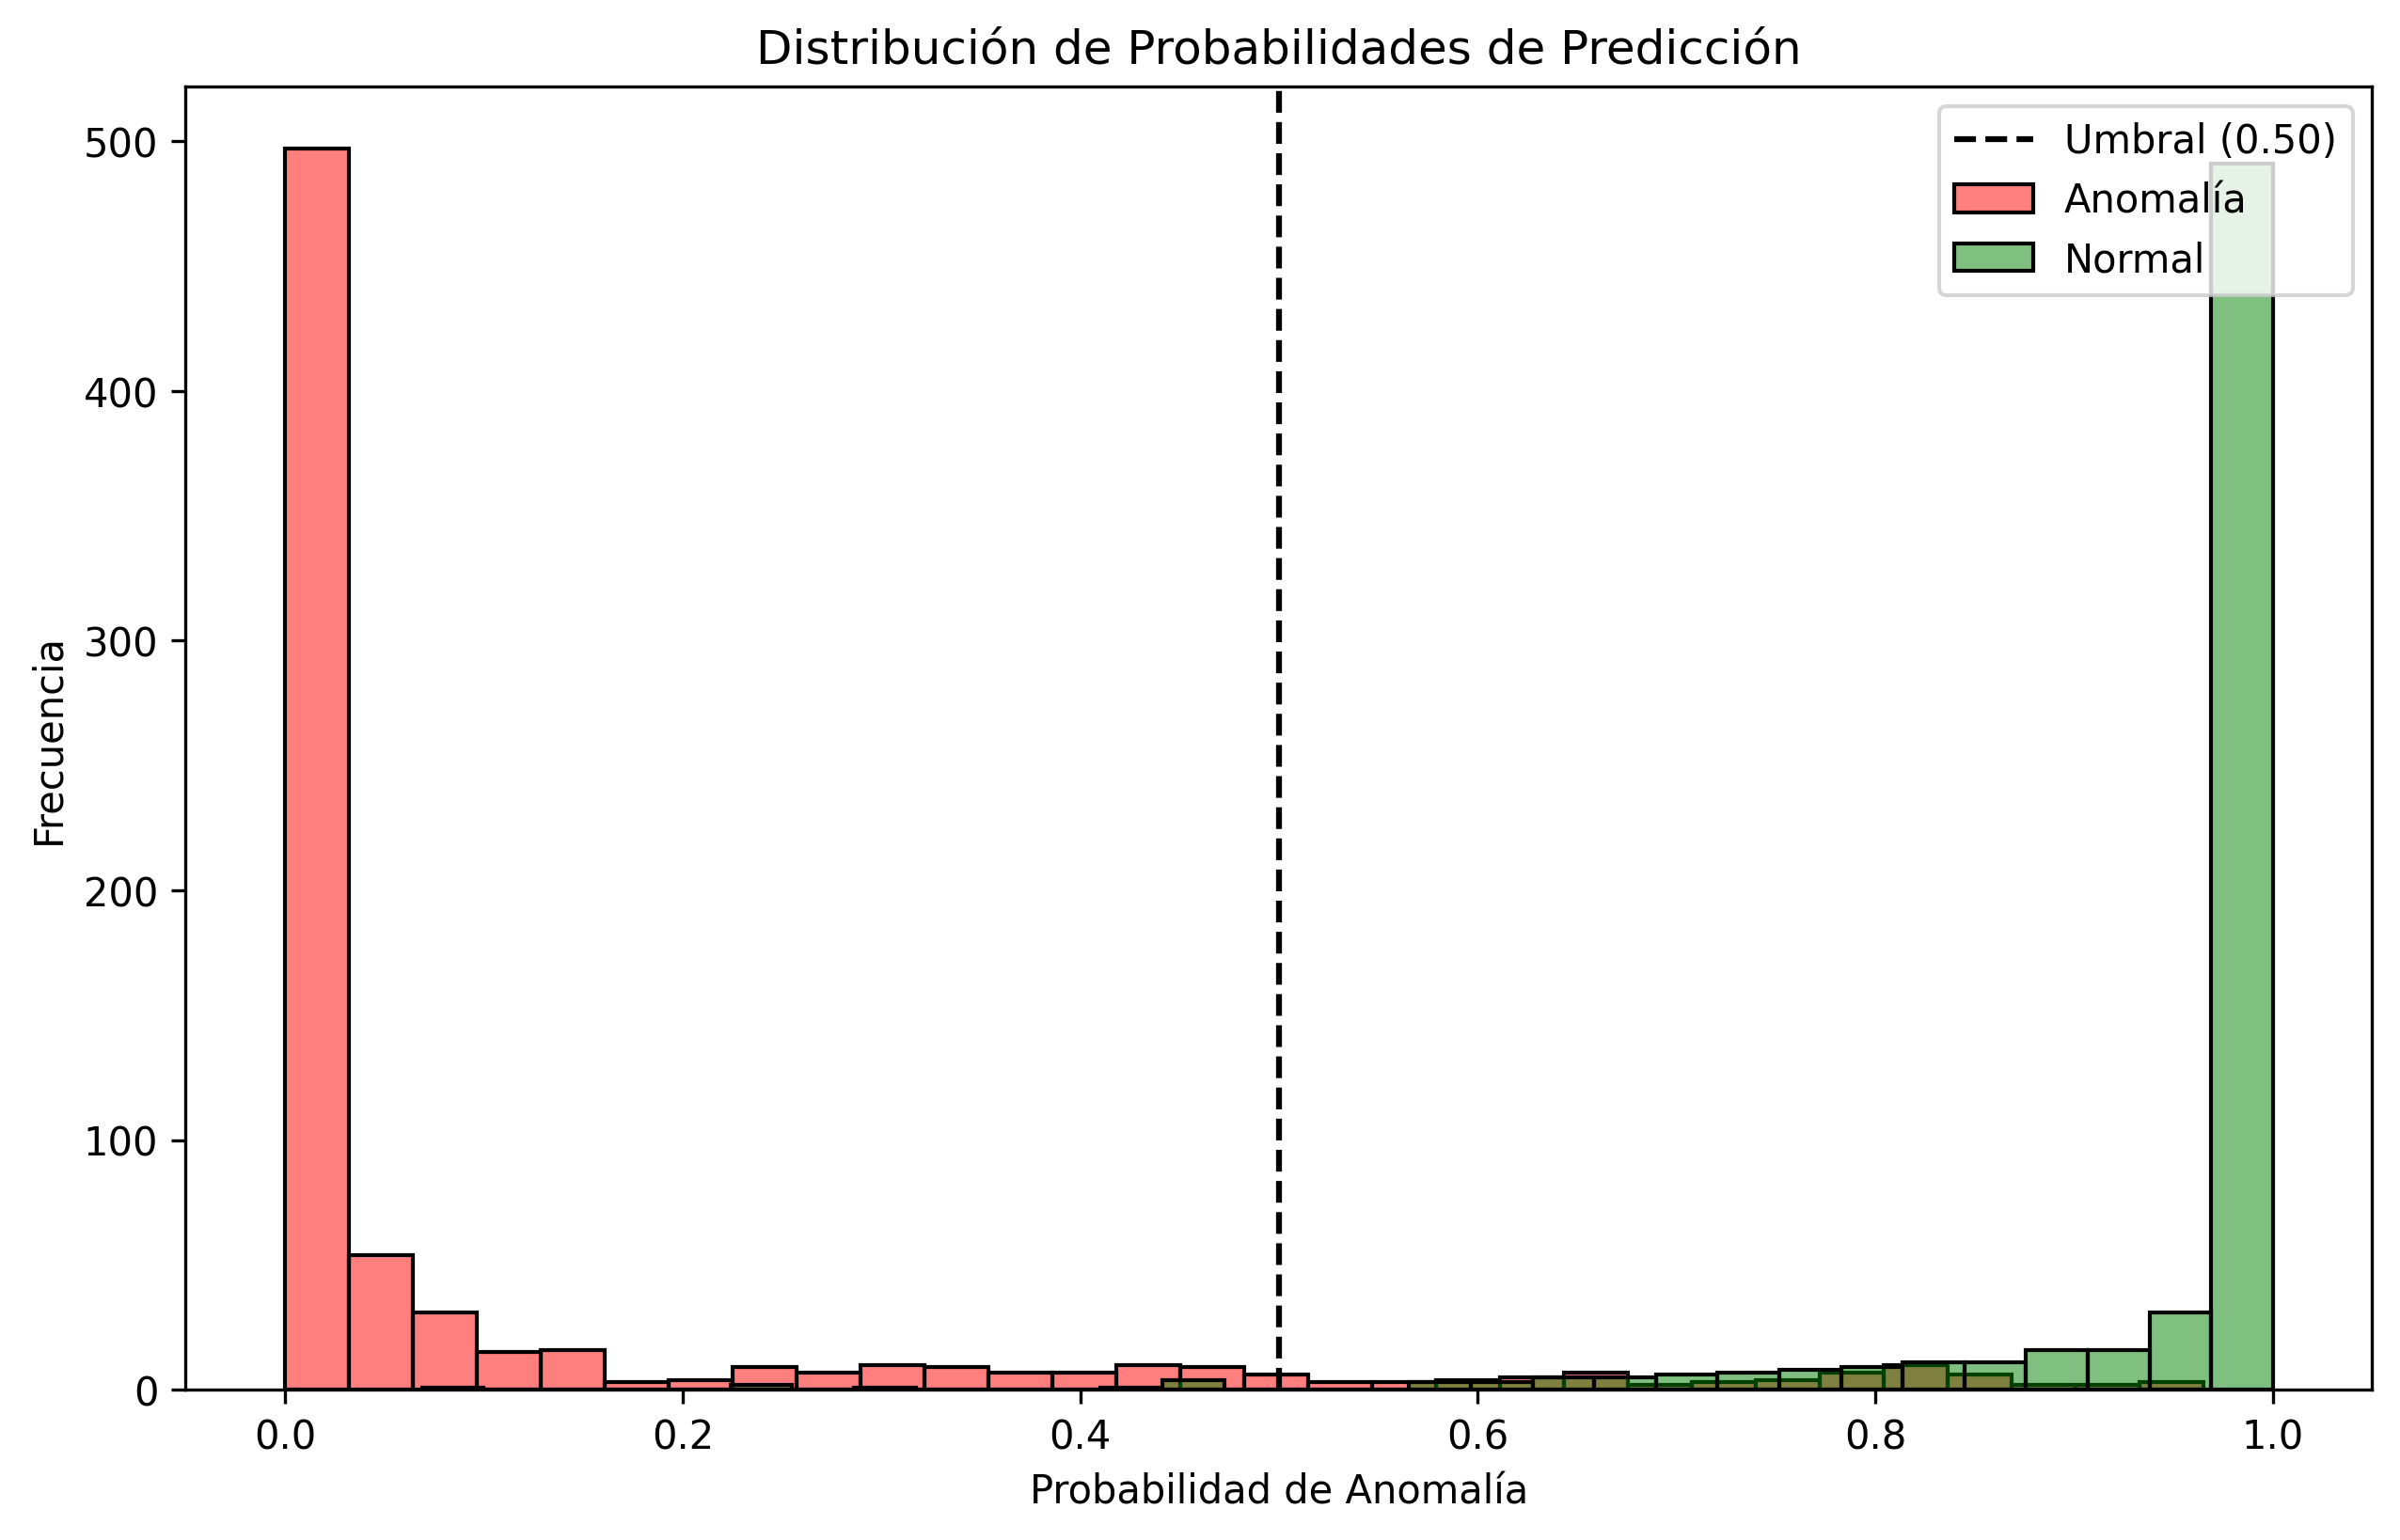 Distribución de Probabilidades de Predicción
Umbral (0.50)
Anomalía
Normal
Frecuencia
500
400
300
200
100
0
0.0 0.2 0.4 0.6 0.8 1.0
Probabilidad de Anomalía